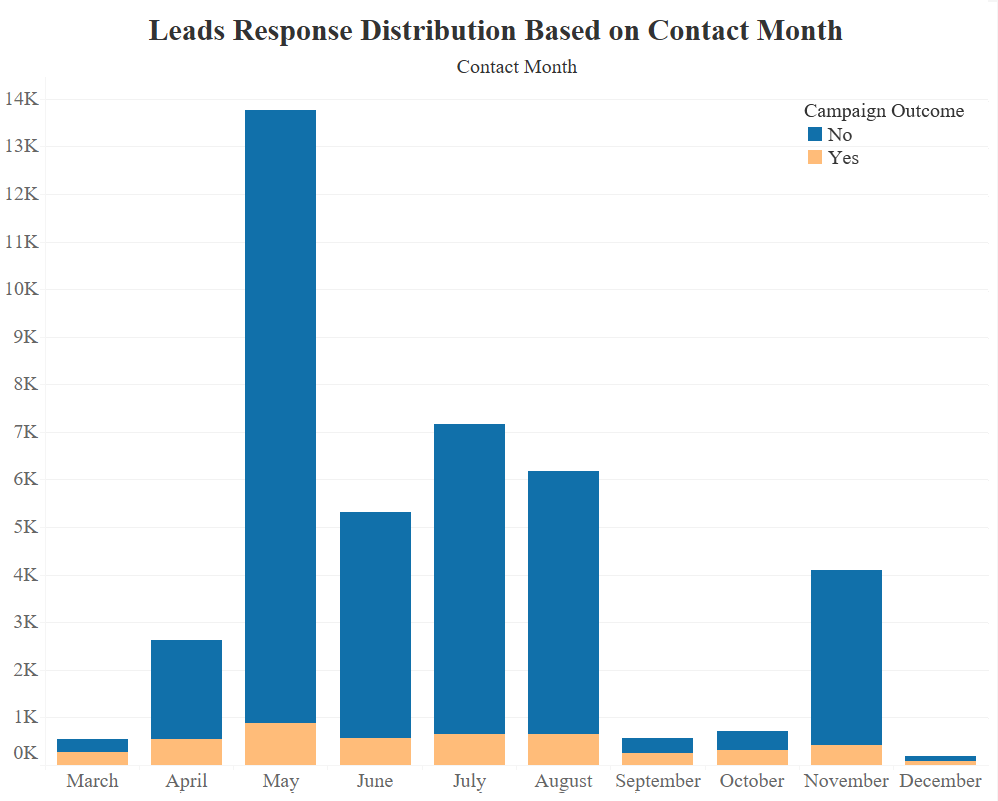 Leads Response Distribution Based on Contact Month
Contact Month
14K
13K
12K
11K
10K
9K
8K
7K
6K
5K
4K
3K
2K
1K
0K
Campaign Outcome
No
Yes
March April May June July August September October November December